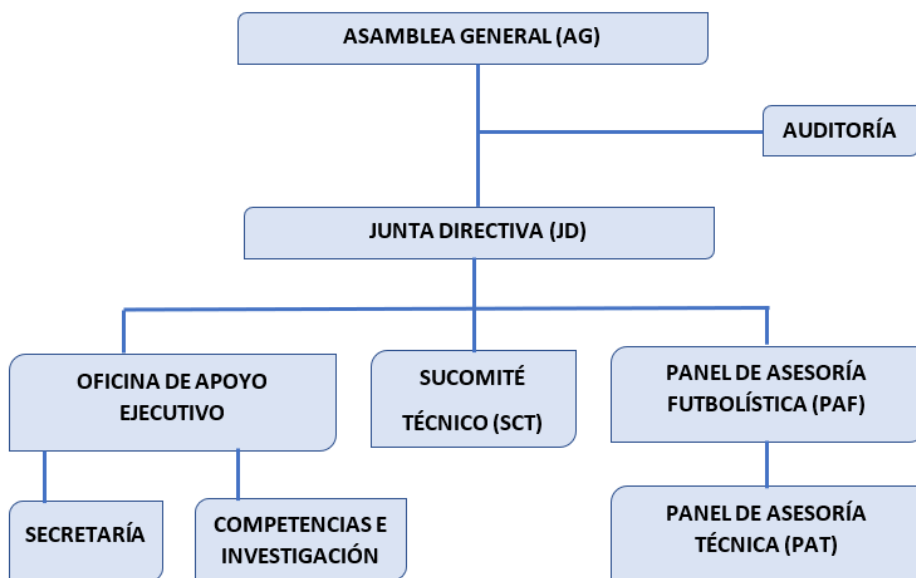 ASAMBLEA GENERAL (AG)
AUDITORÍA
JUNTA DIRECTIVA (JD)
OFICINA DE APOYO
EJECUTIVO
SUCOMITÉ
TÉCNICO (SCT)
PANEL DE ASESORÍA
FUTBOLÍSTICA (PAF)
SECRETARÍA
COMPETENCIAS E
INVESTIGACIÓN
PANEL DE ASESORÍA
TÉCNICA (PAT)